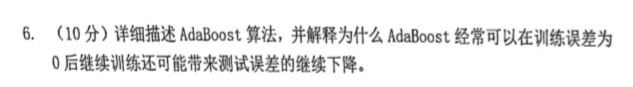 6. （10 分）详细描述 AdaBoost 算法，并解释为什么 AdaBoost 经常可以在训练误差为
0 后继续训练还可能带来测试误差的继续下降。